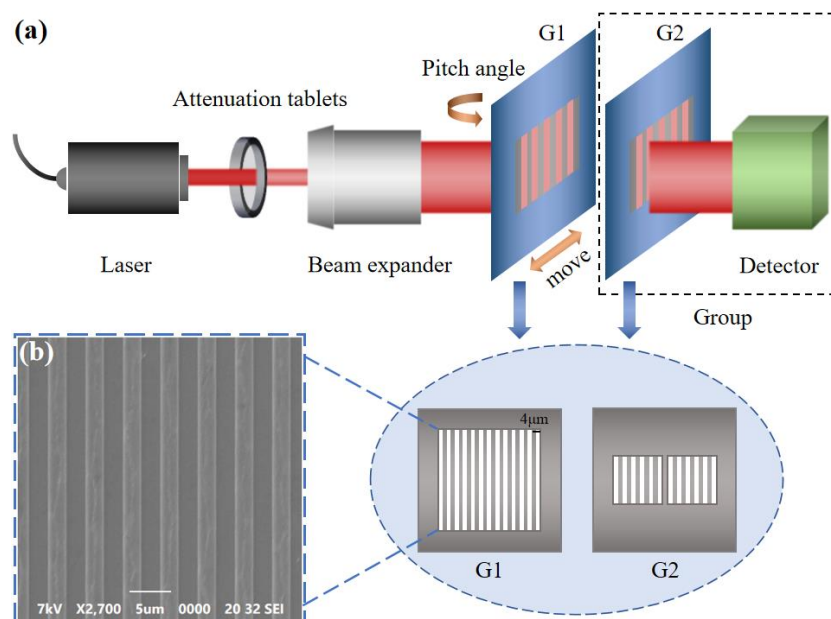 (a)
G1
G2
Pitch angle
Attenuation tablets
move
Laser
Beam expander
Detector
Group
(b)
4μm
7kV X2,700 5um 0000 20 32 SEI
G1
G2